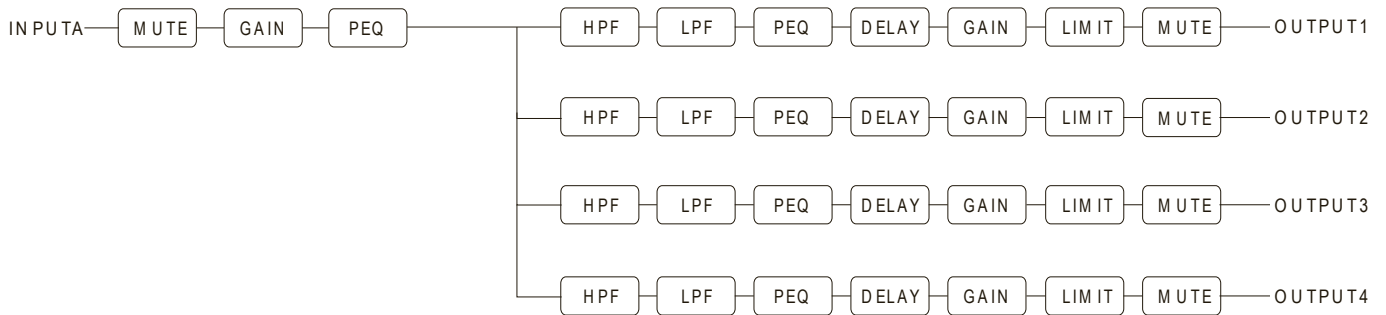 INPUTA MUTE GAIN PEQ HPF LPF PEQ DELAY GAIN LIMIT MUTE OUTPUT1
HPF LPF PEQ DELAY GAIN LIMIT MUTE OUTPUT2
HPF LPF PEQ DELAY GAIN LIMIT MUTE OUTPUT3
HPF LPF PEQ DELAY GAIN LIMIT MUTE OUTPUT4